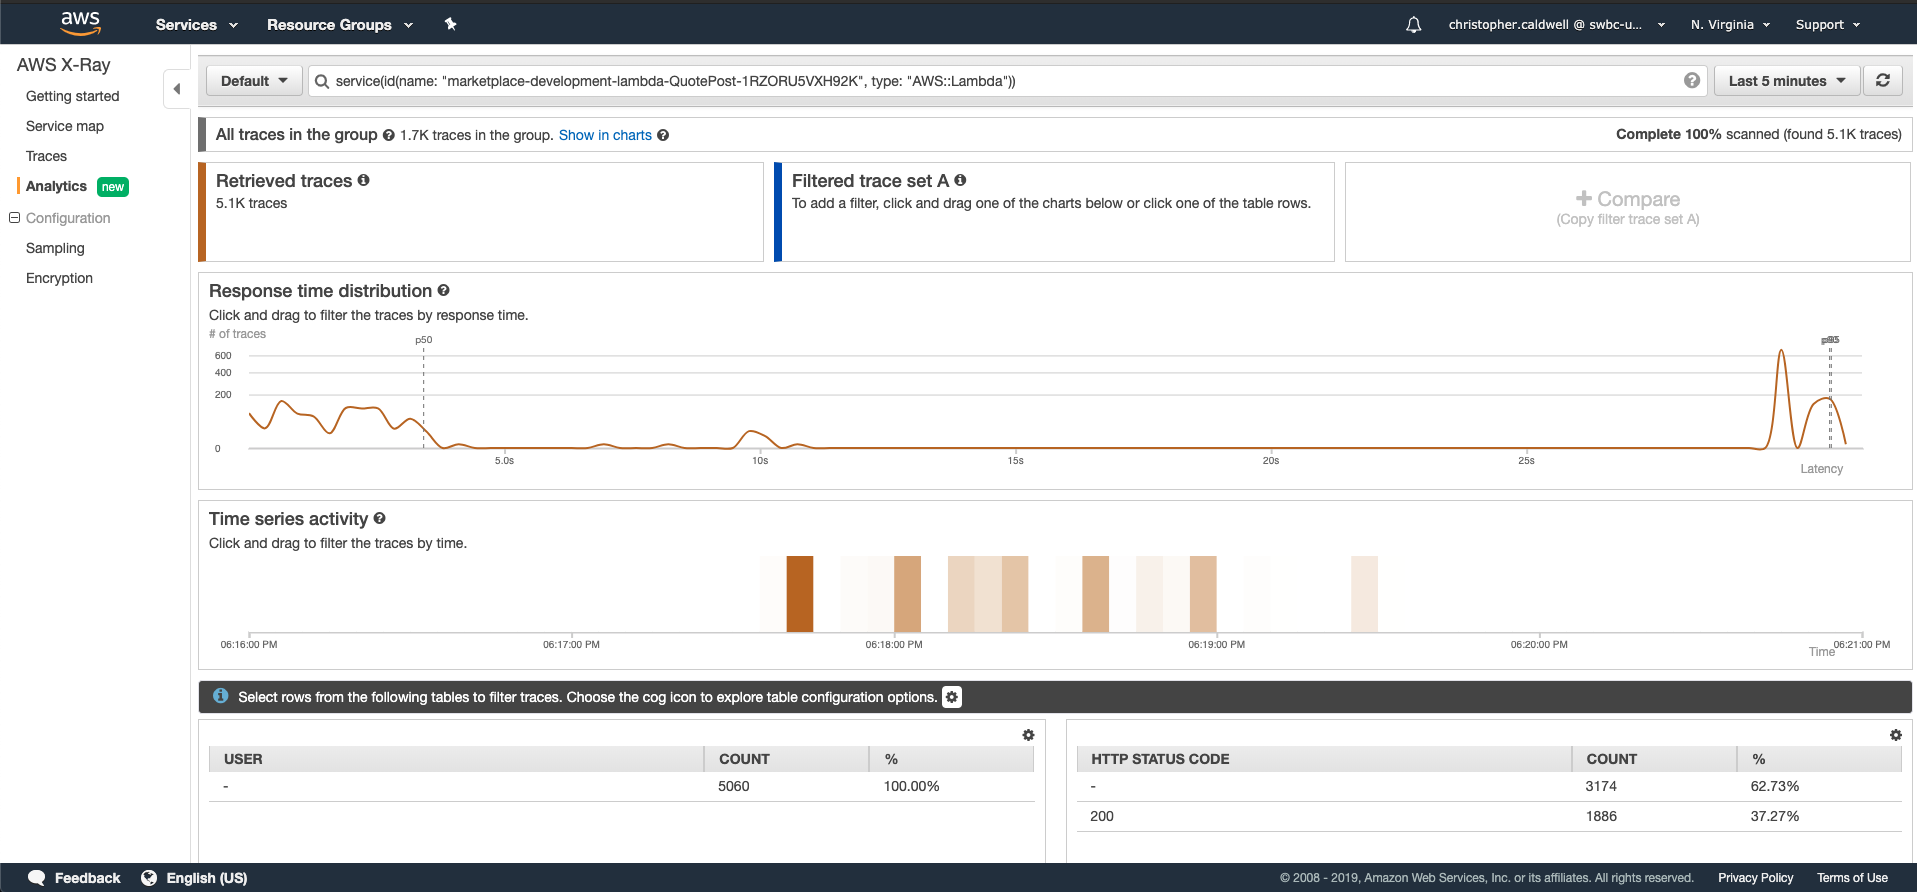 aws Services Resource Groups christopher.caldwell @ swbc-u... N. Virginia Support
AWS X-Ray
Getting started
Service map
Traces
Analytics new
Configuration
Sampling
Encryption
Default service(id(name: "marketplace-development-lambda-QuotePost-1RZORU5VXH92K", type: "AWS::Lambda")) Last 5 minutes
All traces in the group 1.7K traces in the group. Show in charts Complete 100% scanned (found 5.1K traces)
Retrieved traces
5.1K traces
Filtered trace set A
To add a filter, click and drag one of the charts below or click one of the table rows.
Compare
(Copy filter trace set A)
Response time distribution
Click and drag to filter the traces by response time.
# of traces
p50
600
400
200
0
5.0s 10s 15s 20s 25s
Latency
Time series activity
Click and drag to filter the traces by time.
06:16:00 PM 06:17:00 PM 06:18:00 PM 06:19:00 PM 06:20:00 PM 06:21:00 PM
Time
Select rows from the following tables to filter traces. Choose the cog icon to explore table configuration options.
USER COUNT %
- 5060 100.00%
HTTP STATUS CODE COUNT %
- 3174 62.73%
200 1886 37.27%
Feedback English (US) © 2008 - 2019, Amazon Web Services, Inc. or its affiliates. All rights reserved. Privacy Policy Terms of Use